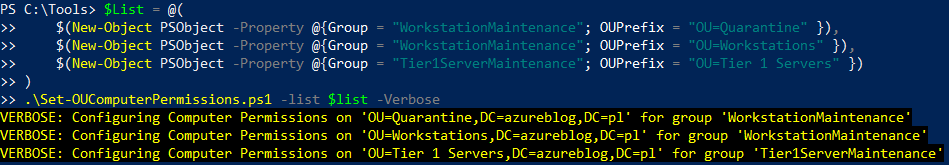 PS C:\Tools> $List = @(
>>     $(New-Object PSObject -Property @{Group = "WorkstationMaintenance"; OUPrefix = "OU=Quarantine" }),
>>     $(New-Object PSObject -Property @{Group = "WorkstationMaintenance"; OUPrefix = "OU=Workstations" }),
>>     $(New-Object PSObject -Property @{Group = "Tier1ServerMaintenance"; OUPrefix = "OU=Tier 1 Servers" })
>> )
>> .\Set-OUComputerPermissions.ps1 -list $list -Verbose
VERBOSE: Configuring Computer Permissions on 'OU=Quarantine,DC=azureblog,DC=pl' for group 'WorkstationMaintenance'
VERBOSE: Configuring Computer Permissions on 'OU=Workstations,DC=azureblog,DC=pl' for group 'WorkstationMaintenance'
VERBOSE: Configuring Computer Permissions on 'OU=Tier 1 Servers,DC=azureblog,DC=pl' for group 'Tier1ServerMaintenance'